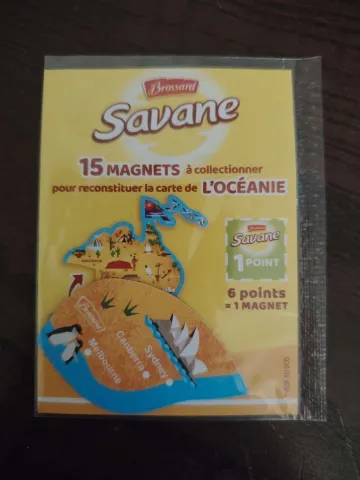 Brossard
Savane
15 MAGNETS à collectionner
pour reconstituer la carte de L'OCÉANIE
Savane
1 POINT
6 points
= 1 MAGNET
Brossard
Sydney
Canberra
Melbourne